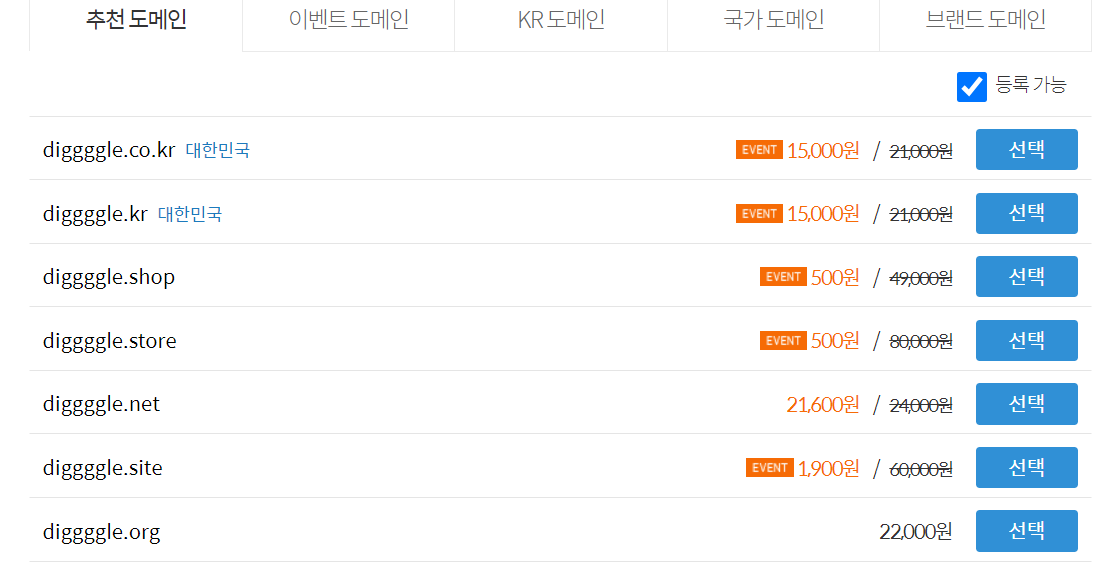 추천 도메인 이벤트 도메인 KR 도메인 국가 도메인 브랜드 도메인
등록 가능
diggggle.co.kr 대한민국 EVENT 15,000원 / 21,000원 선택
diggggle.kr 대한민국 EVENT 15,000원 / 21,000원 선택
diggggle.shop EVENT 500원 / 49,000원 선택
diggggle.store EVENT 500원 / 80,000원 선택
diggggle.net 21,600원 / 24,000원 선택
diggggle.site EVENT 1,900원 / 60,000원 선택
diggggle.org 22,000원 선택